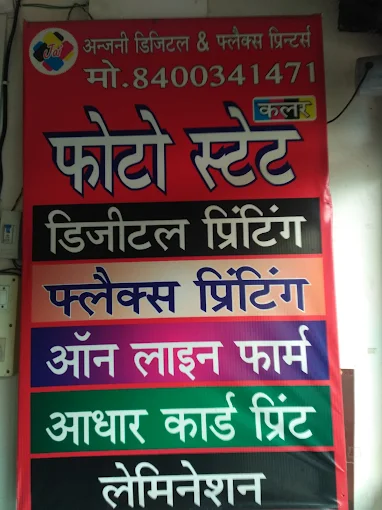 अन्जनी डिजिटल & फ्लैक्स प्रिन्टर्स
मो.8400341471
कलर
फोटो स्टेट
डिजीटल प्रिंटिंग
फ्लैक्स प्रिंटिंग
ऑन लाइन फार्म
आधार कार्ड प्रिंट
लेमिनेशन